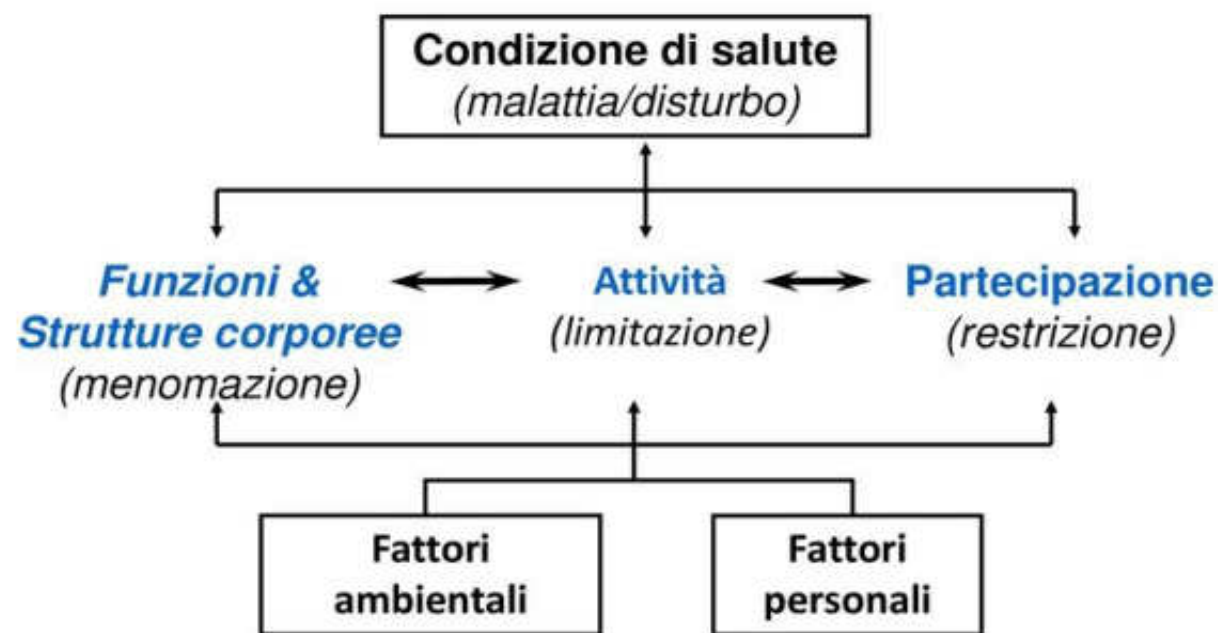 Condizione di salute
(malattia/disturbo)
Funzioni &
Strutture corporee
(menomazione)
Attività
(limitazione)
Partecipazione
(restrizione)
Fattori
ambientali
Fattori
personali